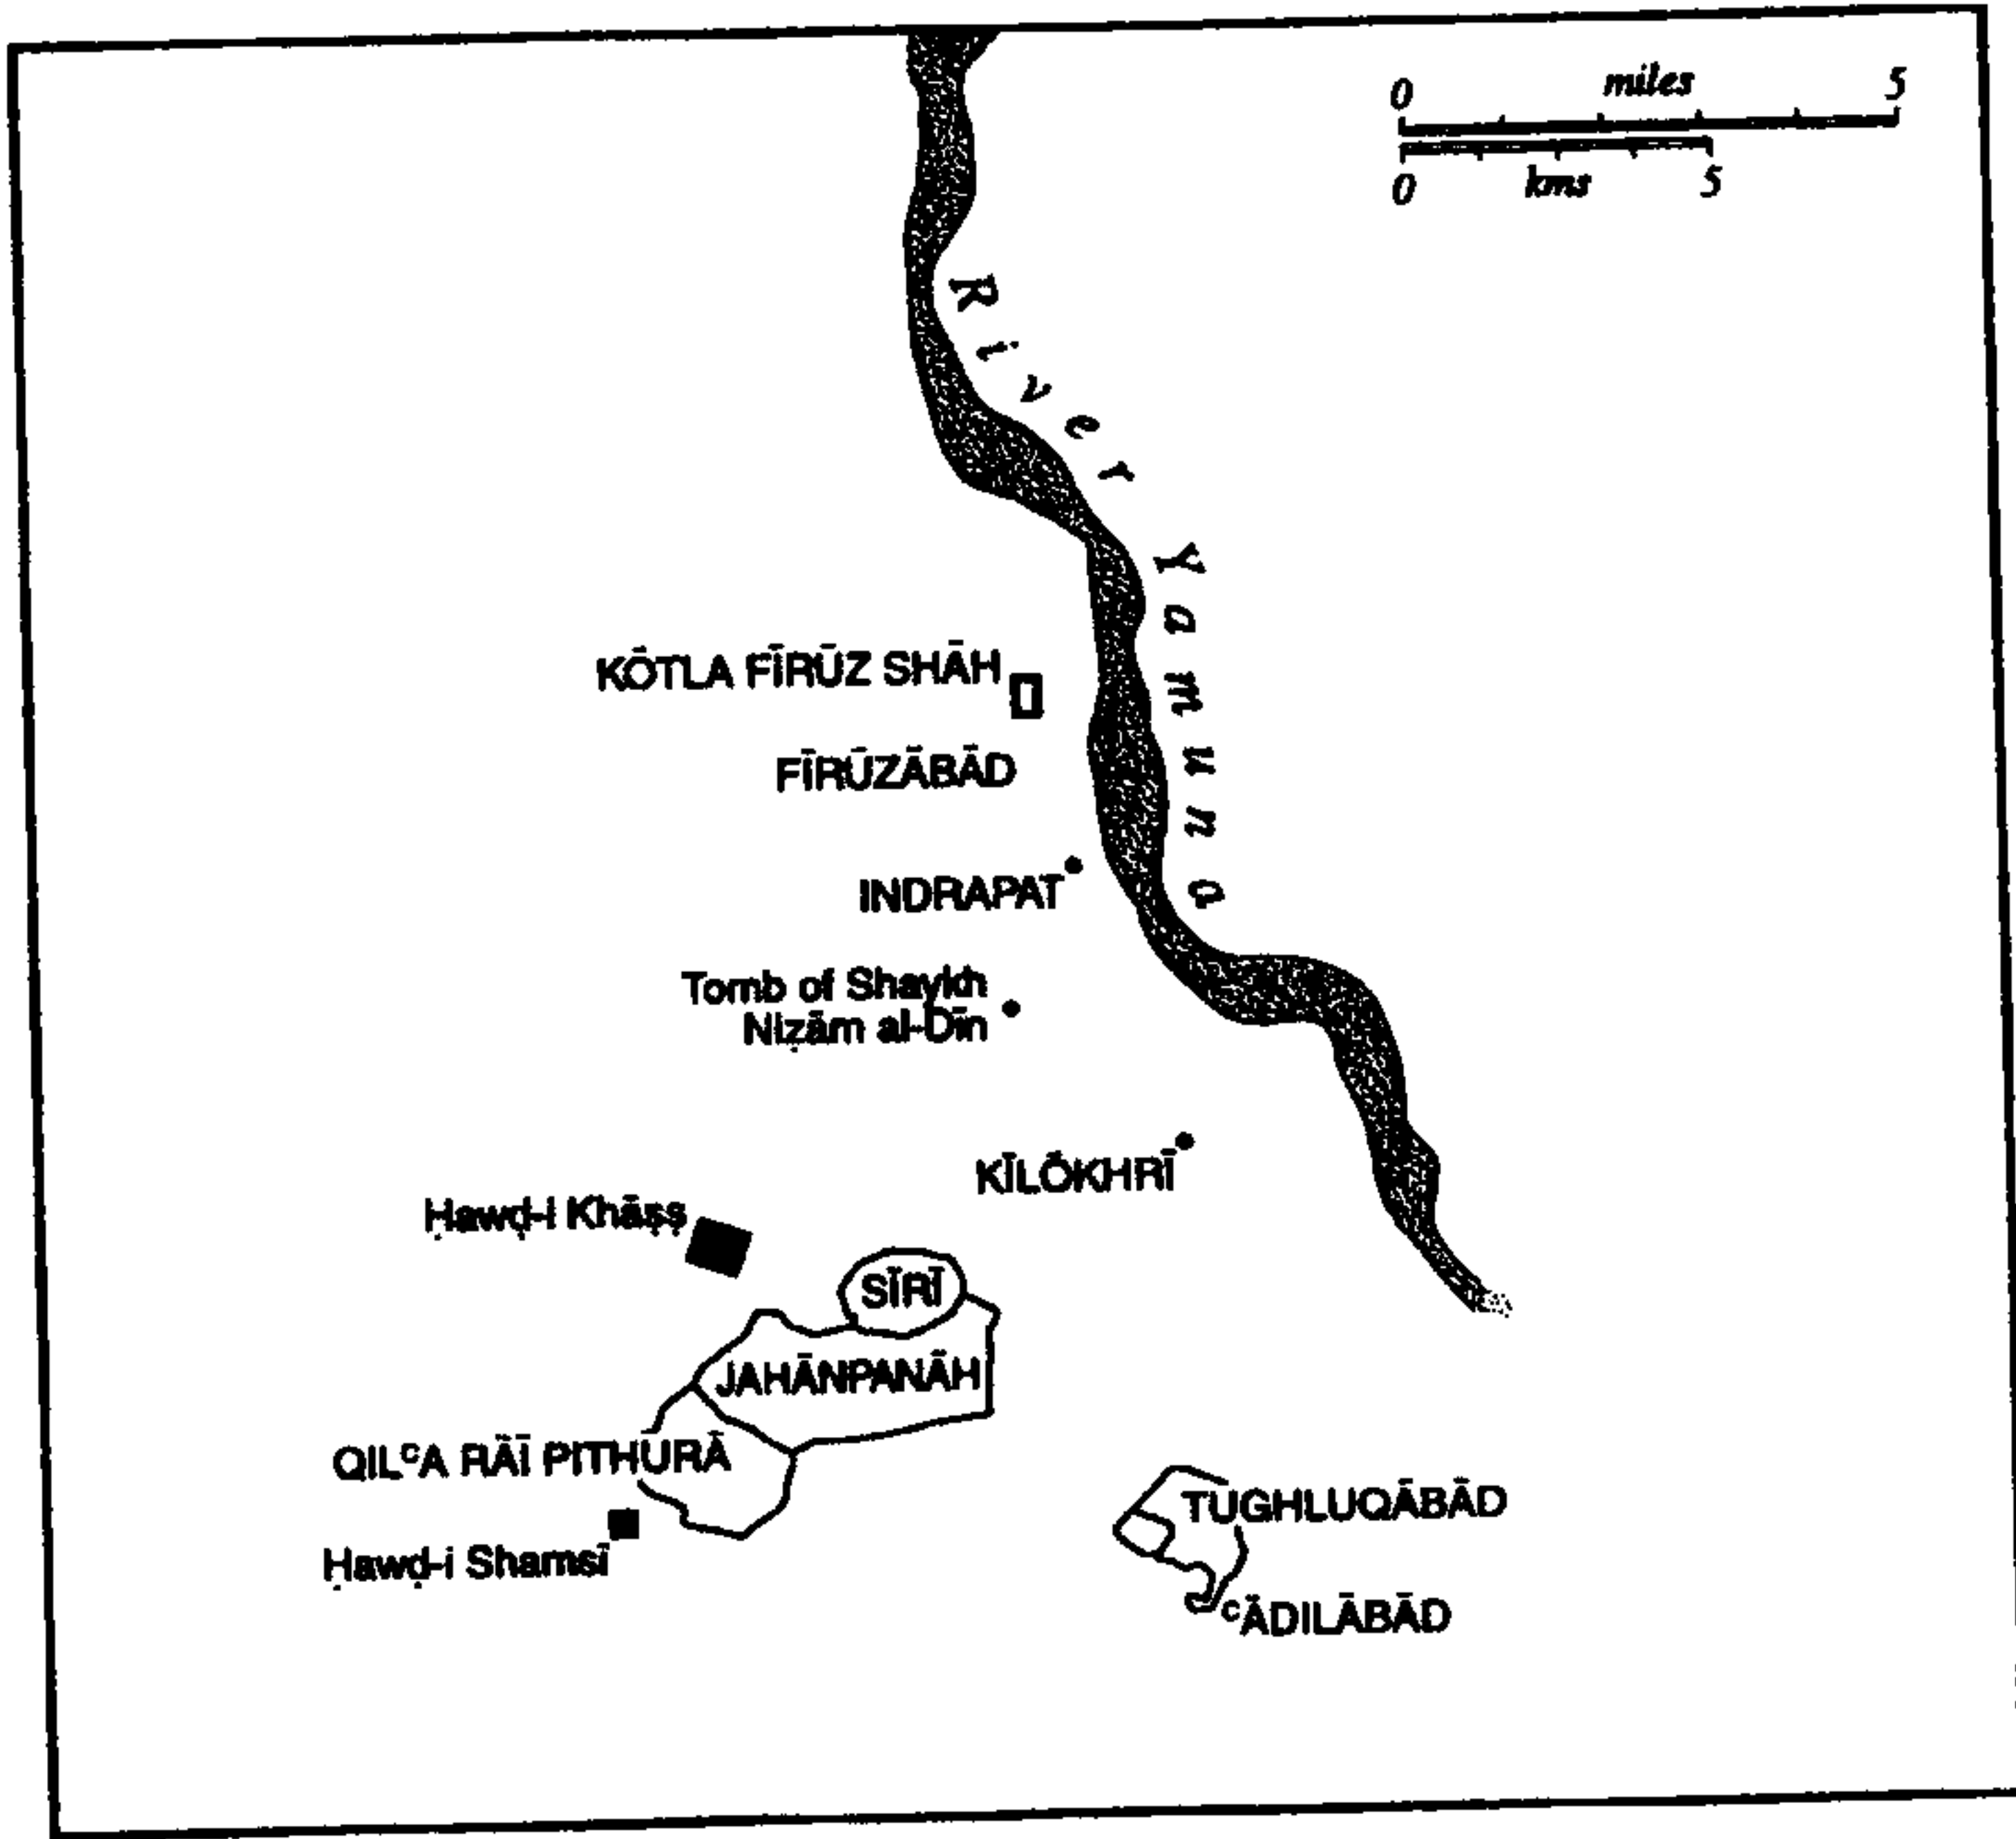 0 miles 5
0 kms 5
River Yamuna
KŌTLA FĪRŪZ SHĀH
FĪRŪZĀBĀD
INDRAPAT
Tomb of Shaykh
Niẓām al-Dīn
KĪLŌKHRĪ
Ḥawḍ-i Khāṣṣ
SĪRĪ
JAHĀNPANĀH
QILᶜA RĀĪ PITHURĀ
TUGHLUQĀBĀD
Ḥawḍ-i Shamsī
ᶜĀDILĀBĀD